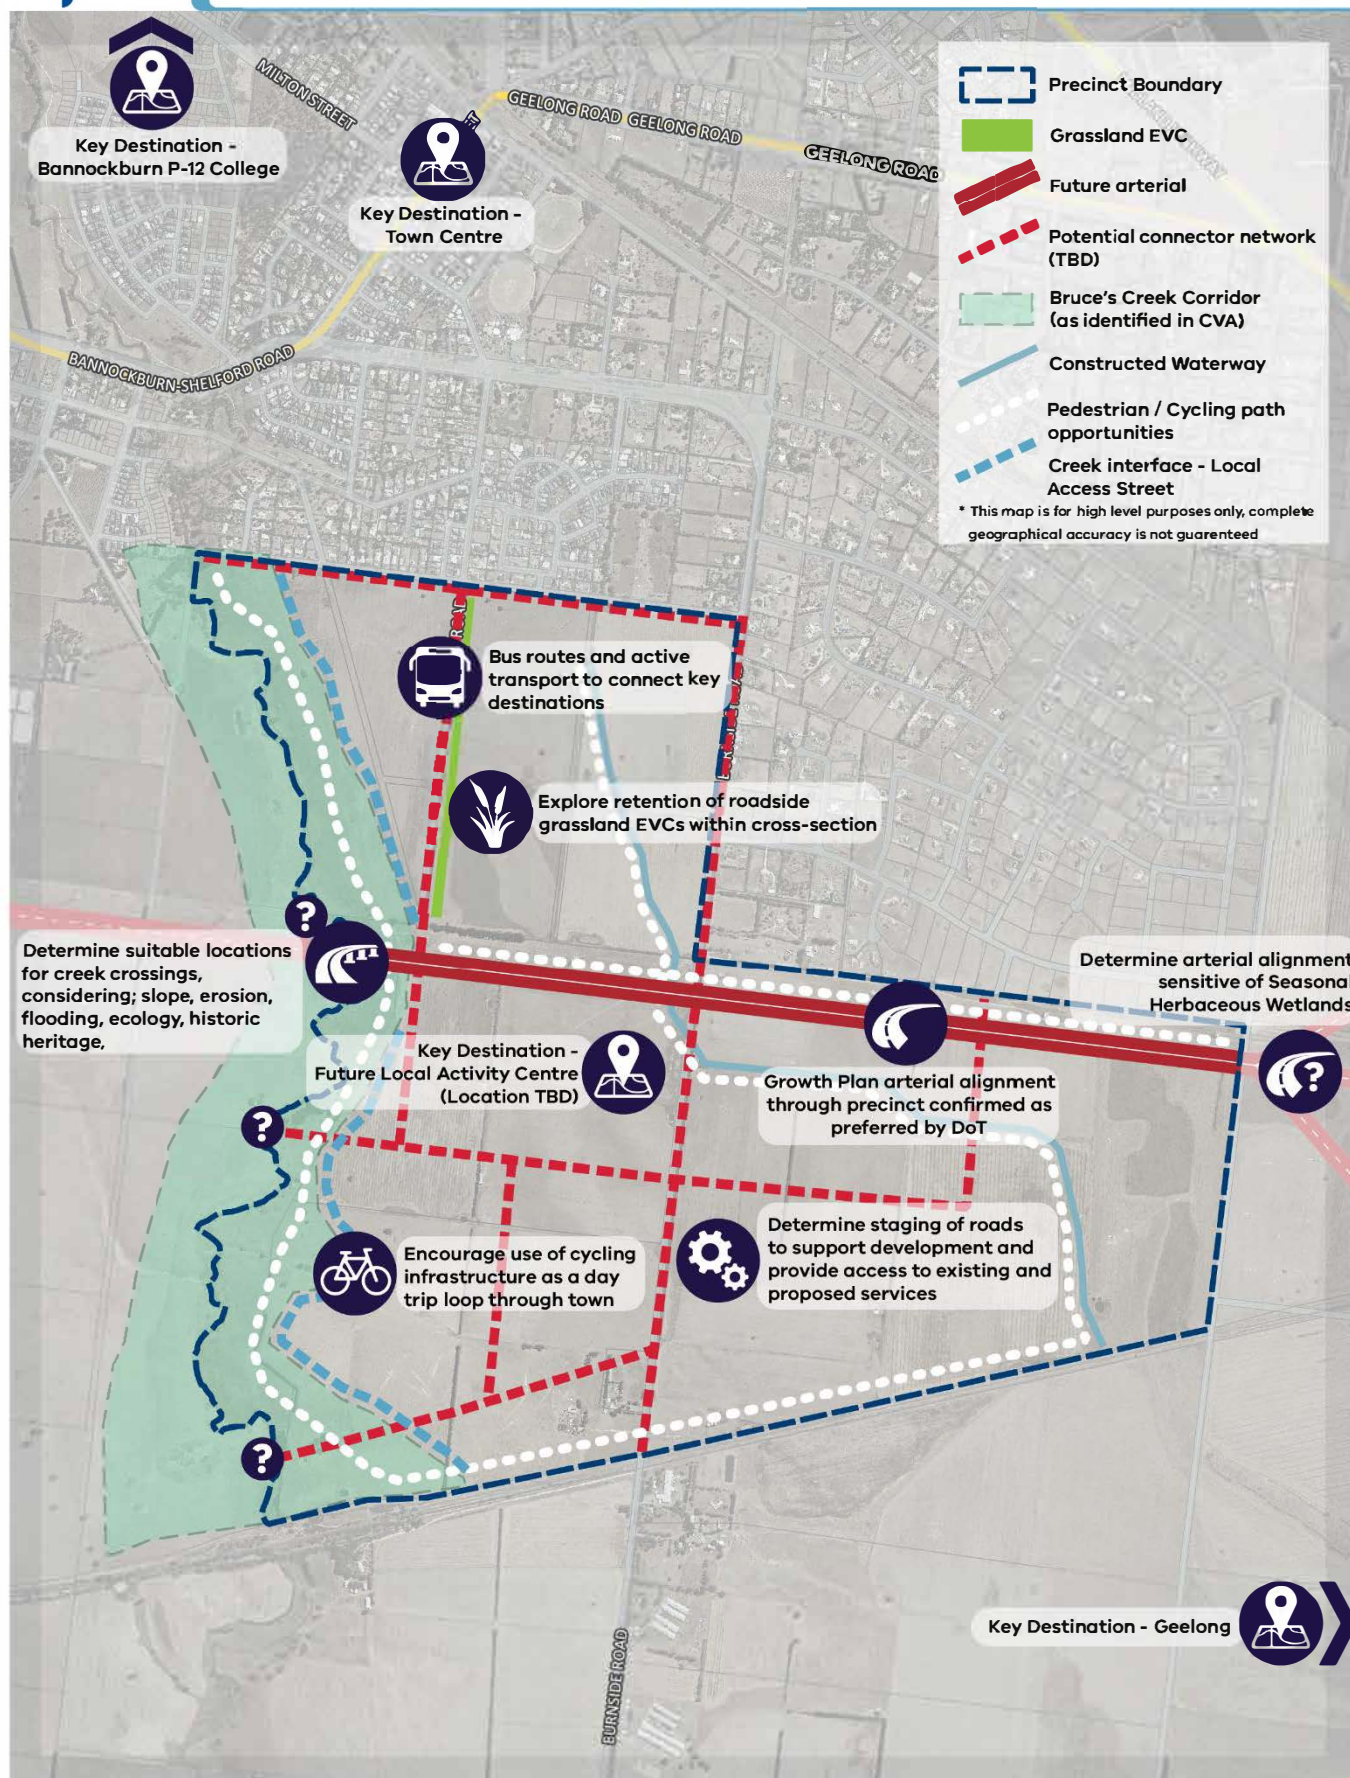 MILTON STREET
Key Destination -
Bannockburn P-12 College
GEELONG ROAD GEELONG ROAD
GEELONG ROAD
Key Destination -
Town Centre
BANNOCKBURN-SHELFORD ROAD
Precinct Boundary
Grassland EVC
Future arterial
Potential connector network
(TBD)
Bruce's Creek Corridor
(as identified in CVA)
Constructed Waterway
Pedestrian / Cycling path
opportunities
Creek interface - Local
Access Street
* This map is for high level purposes only, complete
geographical accuracy is not guarenteed
ROAD
Bus routes and active
transport to connect key
destinations
Explore retention of roadside
grassland EVCs within cross-section
?
Determine suitable locations
for creek crossings,
considering; slope, erosion,
flooding, ecology, historic
heritage,
Determine arterial alignment
sensitive of Seasonal
Herbaceous Wetlands
Key Destination -
Future Local Activity Centre
(Location TBD)
Growth Plan arterial alignment
through precinct confirmed as
preferred by DoT
?
?
Determine staging of roads
to support development and
provide access to existing and
proposed services
Encourage use of cycling
infrastructure as a day
trip loop through town
?
Key Destination - Geelong
BURNSIDE ROAD